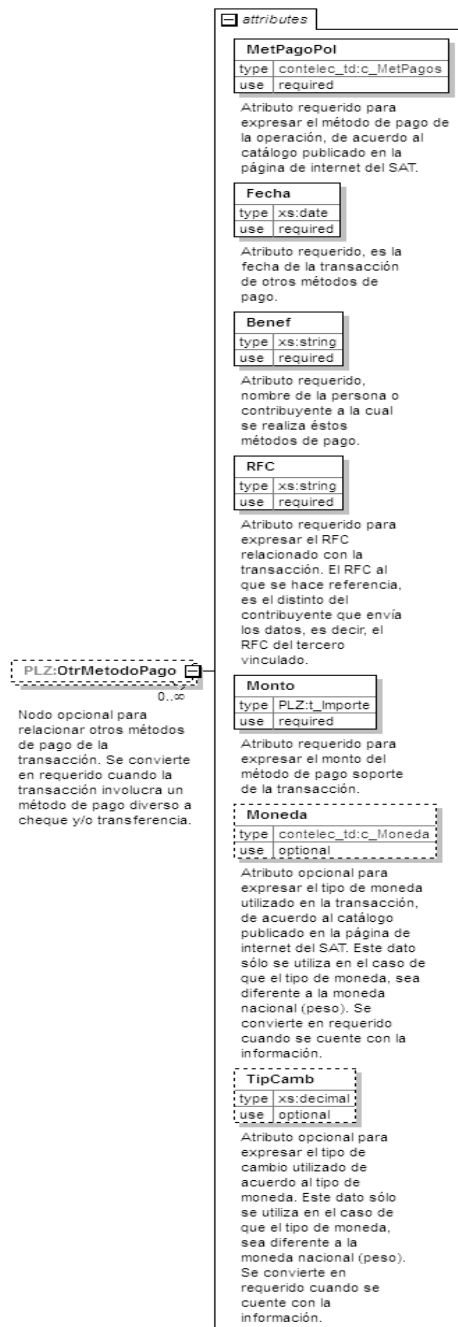 attributes
MetPagoPol
type contelec_td:c_MetPagos
use required
Atributo requerido para
expresar el método de pago de
la operación, de acuerdo al
catálogo publicado en la
página de internet del SAT.
Fecha
type xs:date
use required
Atributo requerido, es la
fecha de la transacción
de otros métodos de
pago.
Benef
type xs:string
use required
Atributo requerido,
nombre de la persona o
contribuyente a la cual
se realiza éstos
métodos de pago.
RFC
type xs:string
use required
Atributo requerido para
expresar el RFC
relacionado con la
transacción. El RFC al
que se hace referencia,
es el distinto del
contribuyente que envía
los datos, es decir, el
RFC del tercero
vinculado.
PLZ:OtrMetodoPago
0..∞
Nodo opcional para
relacionar otros métodos
de pago de la
transacción. Se convierte
en requerido cuando la
transacción involucra un
método de pago diverso a
cheque y/o transferencia.
Monto
type PLZ:t_Importe
use required
Atributo requerido para
expresar el monto del
método de pago soporte
de la transacción.
Moneda
type contelec_td:c_Moneda
use optional
Atributo opcional para
expresar el tipo de moneda
utilizado en la transacción,
de acuerdo al catálogo
publicado en la página de
internet del SAT. Este dato
sólo se utiliza en el caso de
que el tipo de moneda, sea
diferente a la moneda
nacional (peso). Se
convierte en requerido
cuando se cuente con la
información.
TipCamb
type xs:decimal
use optional
Atributo opcional para
expresar el tipo de
cambio utilizado de
acuerdo al tipo de
moneda. Este dato sólo
se utiliza en el caso de
que el tipo de moneda,
sea diferente a la
moneda nacional (peso).
Se convierte en
requerido cuando se
cuente con la
información.